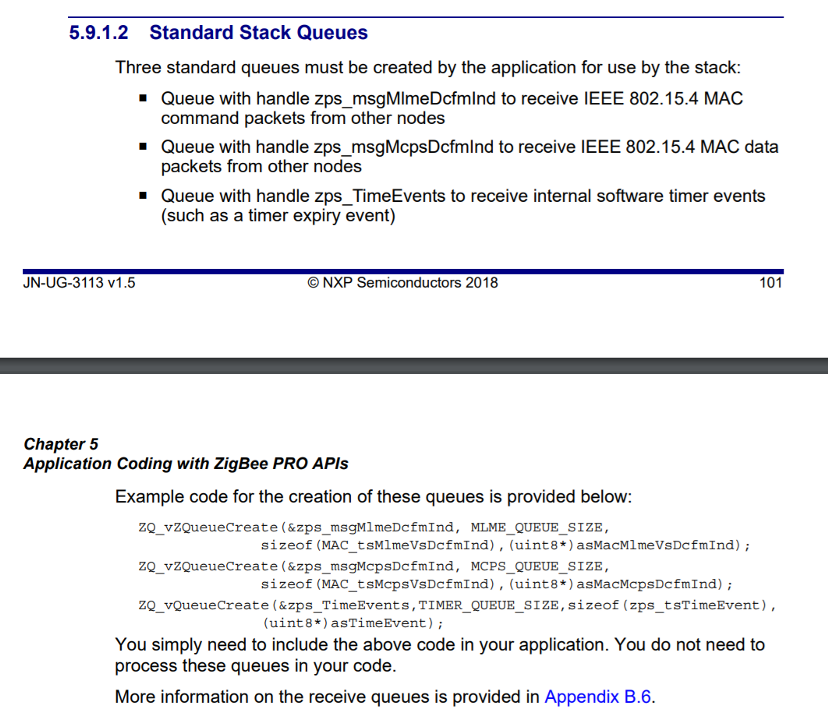 5.9.1.2 Standard Stack Queues
Three standard queues must be created by the application for use by the stack:
■ Queue with handle zps_msgMlmeDcfmInd to receive IEEE 802.15.4 MAC
command packets from other nodes
■ Queue with handle zps_msgMcpsDcfmInd to receive IEEE 802.15.4 MAC data
packets from other nodes
■ Queue with handle zps_TimeEvents to receive internal software timer events
(such as a timer expiry event)
JN-UG-3113 v1.5 © NXP Semiconductors 2018 101
Chapter 5
Application Coding with ZigBee PRO APIs
Example code for the creation of these queues is provided below:
ZQ_vZQueueCreate(&zps_msgMlmeDcfmInd, MLME_QUEUE_SIZE,
sizeof(MAC_tsMlmeVsDcfmInd),(uint8*)asMacMlmeVsDcfmInd);
ZQ_vZQueueCreate(&zps_msgMcpsDcfmInd, MCPS_QUEUE_SIZE,
sizeof(MAC_tsMcpsVsDcfmInd),(uint8*)asMacMcpsDcfmInd);
ZQ_vQueueCreate(&zps_TimeEvents,TIMER_QUEUE_SIZE,sizeof(zps_tsTimeEvent),
(uint8*)asTimeEvent);
You simply need to include the above code in your application. You do not need to
process these queues in your code.
More information on the receive queues is provided in Appendix B.6.